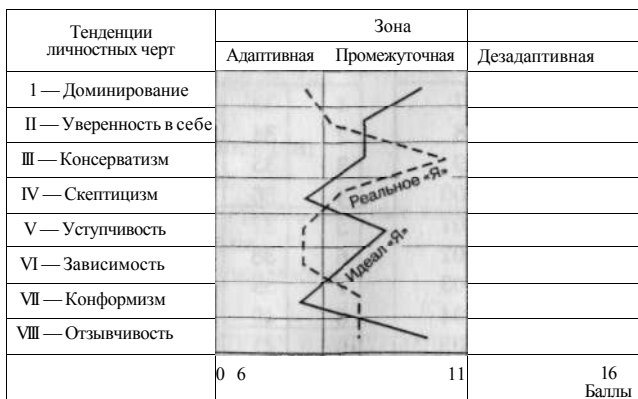 Тенденции
личностных черт
Зона
Адаптивная Промежуточная Дезадаптивная
1 — Доминирование
II — Уверенность в себе
III — Консерватизм
IV — Скептицизм
Реальное «Я»
V — Уступчивость
Идеал «Я»
VI — Зависимость
VII — Конформизм
VIII — Отзывчивость
0 6 11 16
Баллы